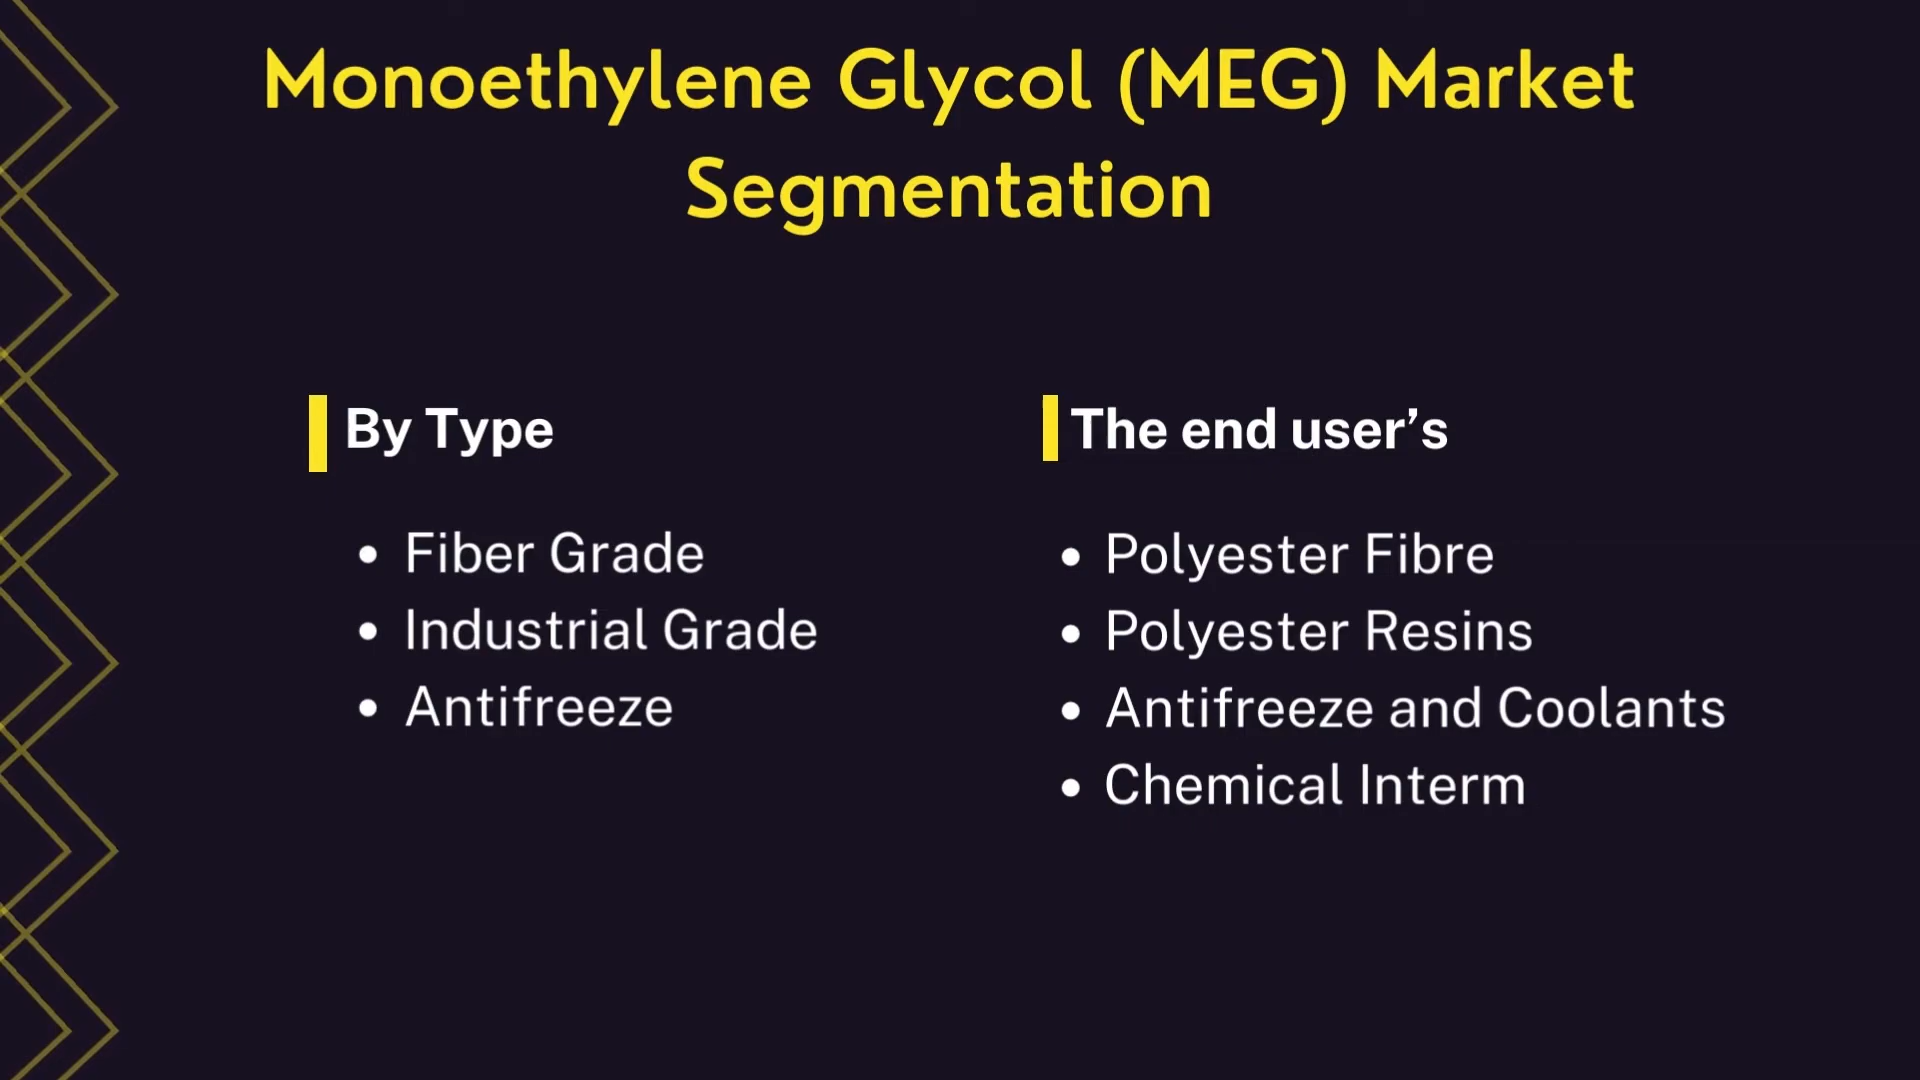 Monoethylene Glycol (MEG) Market
Segmentation
By Type
Fiber Grade
Industrial Grade
Antifreeze
The end user’s
Polyester Fibre
Polyester Resins
Antifreeze and Coolants
Chemical Interm